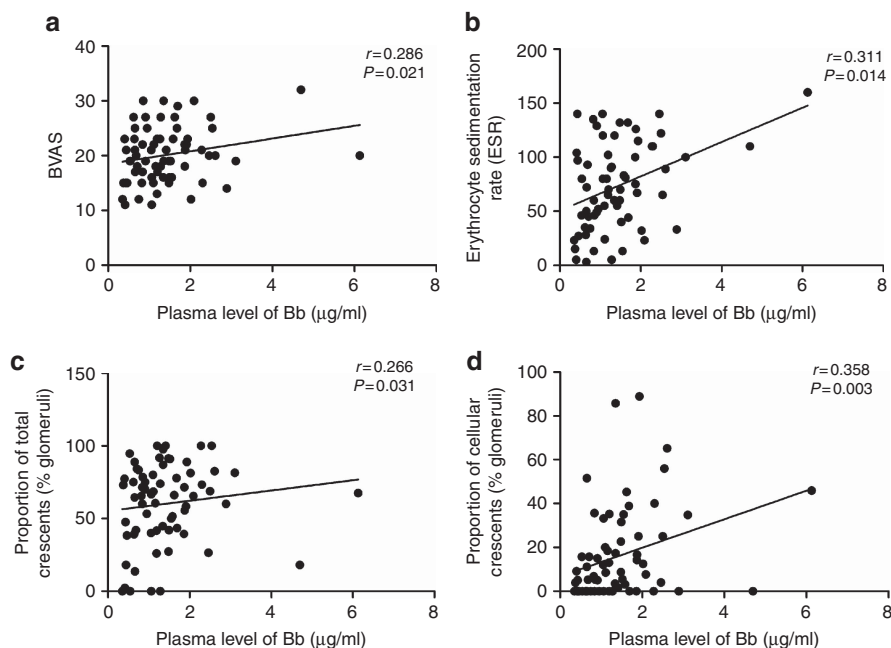 a
r=0.286
P=0.021
BVAS
40
30
20
10
0
0
2
4
6
8
Plasma level of Bb (μg/ml)
b
r=0.311
P=0.014
Erythrocyte sedimentation
rate (ESR)
200
150
100
50
0
0
2
4
6
8
Plasma level of Bb (μg/ml)
c
r=0.266
P=0.031
Proportion of total
crescents (% glomeruli)
150
100
50
0
0
2
4
6
8
Plasma level of Bb (μg/ml)
d
r=0.358
P=0.003
Proportion of cellular
crescents (% glomeruli)
100
80
60
40
20
0
0
2
4
6
8
Plasma level of Bb (μg/ml)